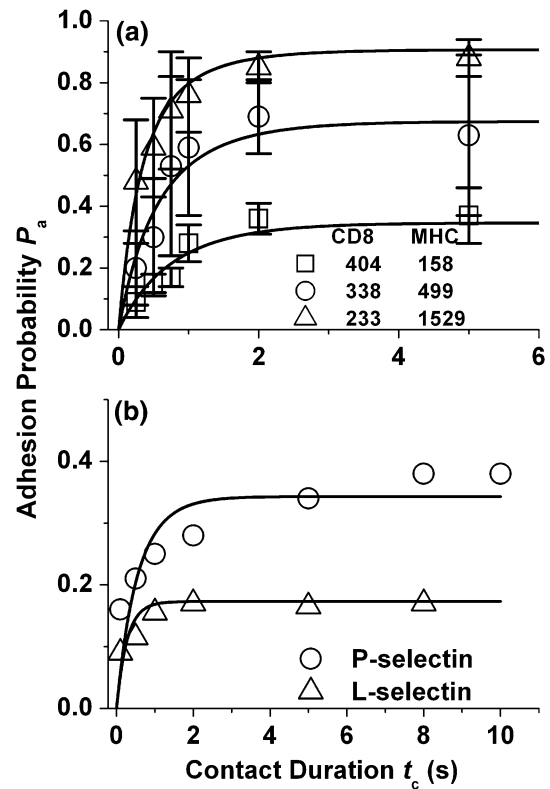 (a)
1.0
0.8
0.6
0.4
0.2
0.0
CD8 MHC
404 158
338 499
233 1529
0 2 4 6
Adhesion Probability Pa
(b)
0.4
0.2
0.0
P-selectin
L-selectin
0 2 4 6 8 10
Contact Duration tc (s)